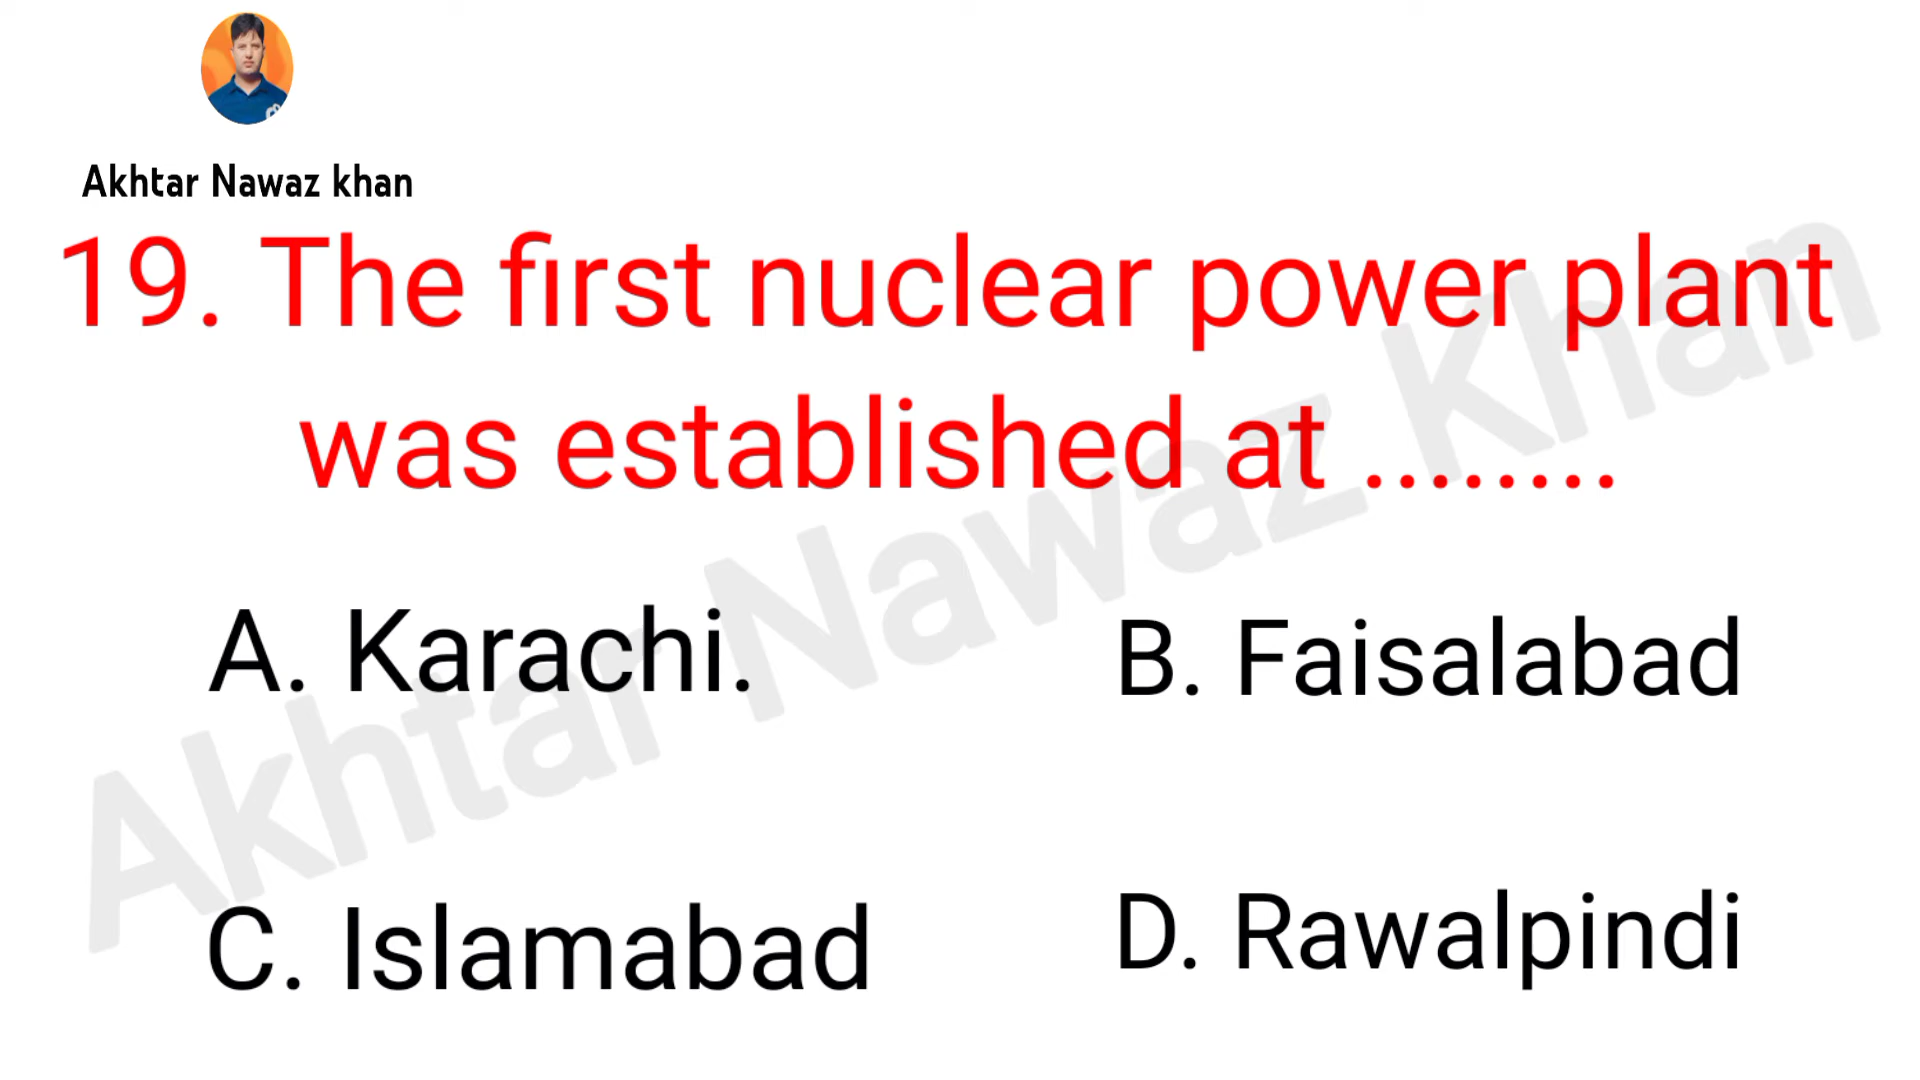 Akhtar Nawaz khan
19. The first nuclear power plant
was established at ........
A. Karachi.
B. Faisalabad
C. Islamabad
D. Rawalpindi
Akhtar Nawaz Khan